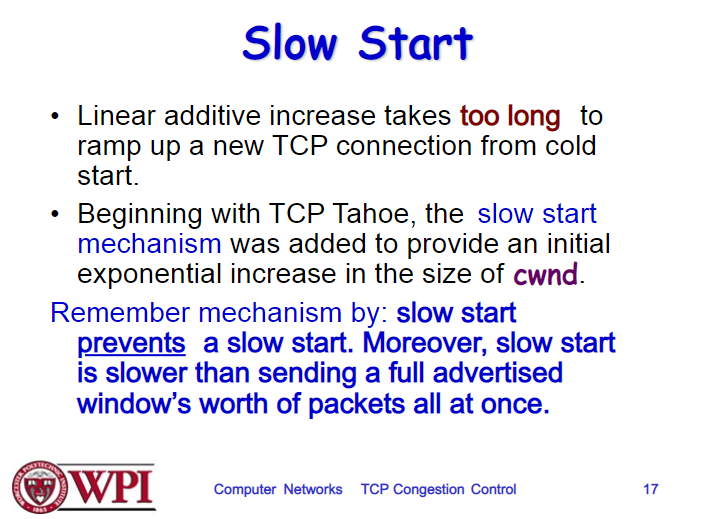 Slow Start
• Linear additive increase takes too long to
ramp up a new TCP connection from cold
start.
• Beginning with TCP Tahoe, the slow start
mechanism was added to provide an initial
exponential increase in the size of cwnd.
Remember mechanism by: slow start
prevents a slow start. Moreover, slow start
is slower than sending a full advertised
window's worth of packets all at once.
WPI
Computer Networks TCP Congestion Control 17